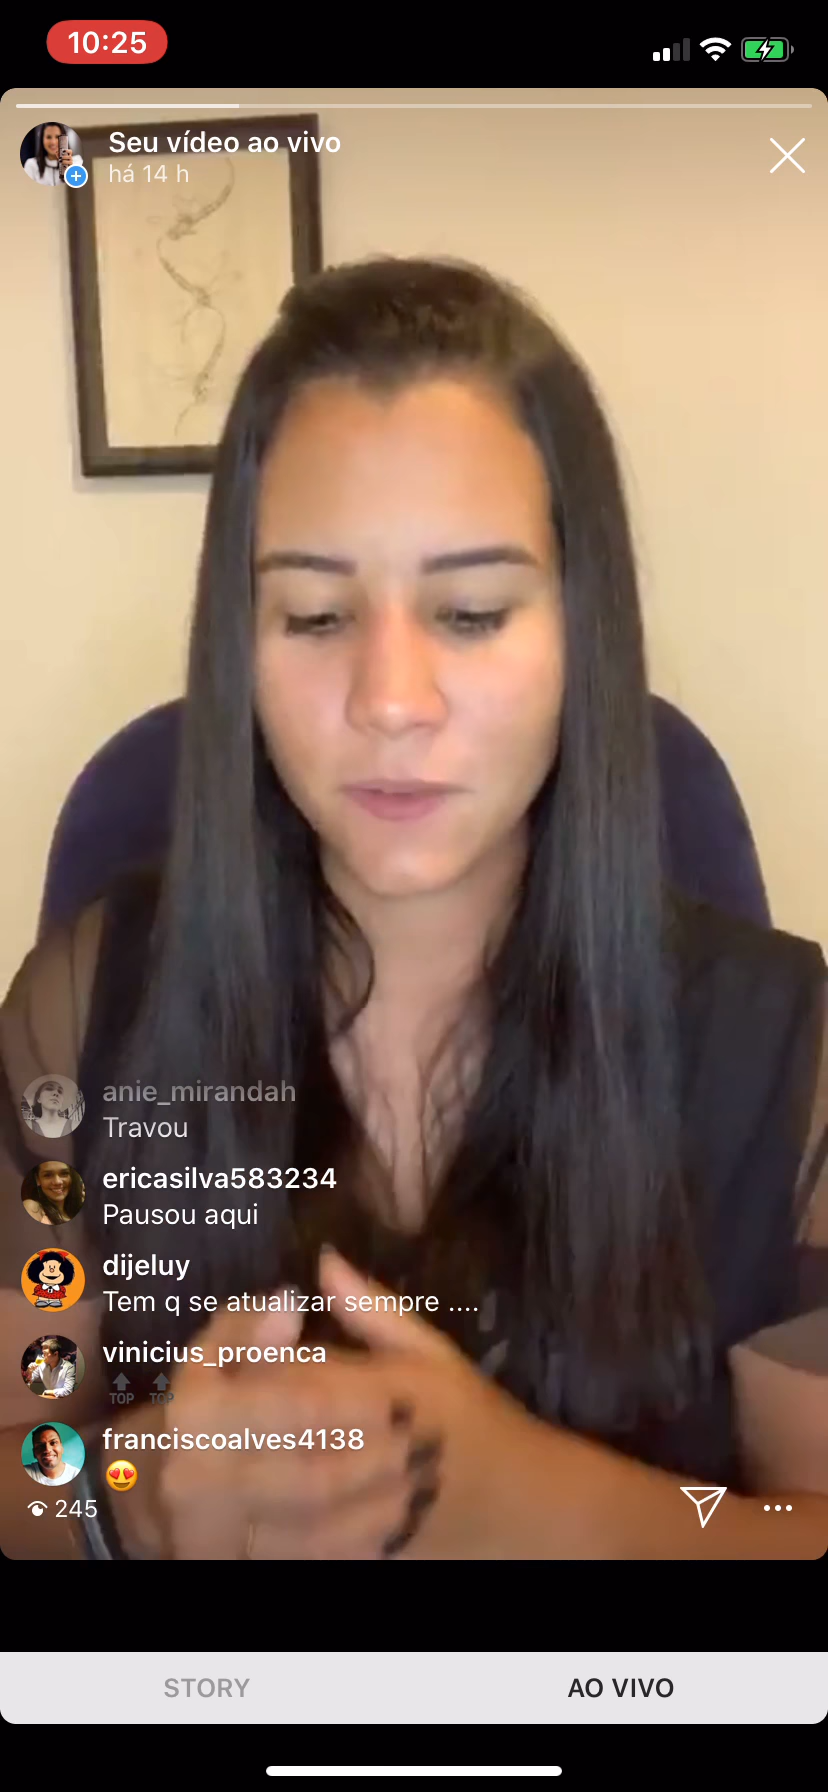 10:25
Seu vídeo ao vivo
há 14 h
anie_mirandah
Travou
ericasilva583234
Pausou aqui
dijeluy
Tem q se atualizar sempre ....
vinicius_proenca
TOP TOP
franciscoalves4138
245
STORY
AO VIVO